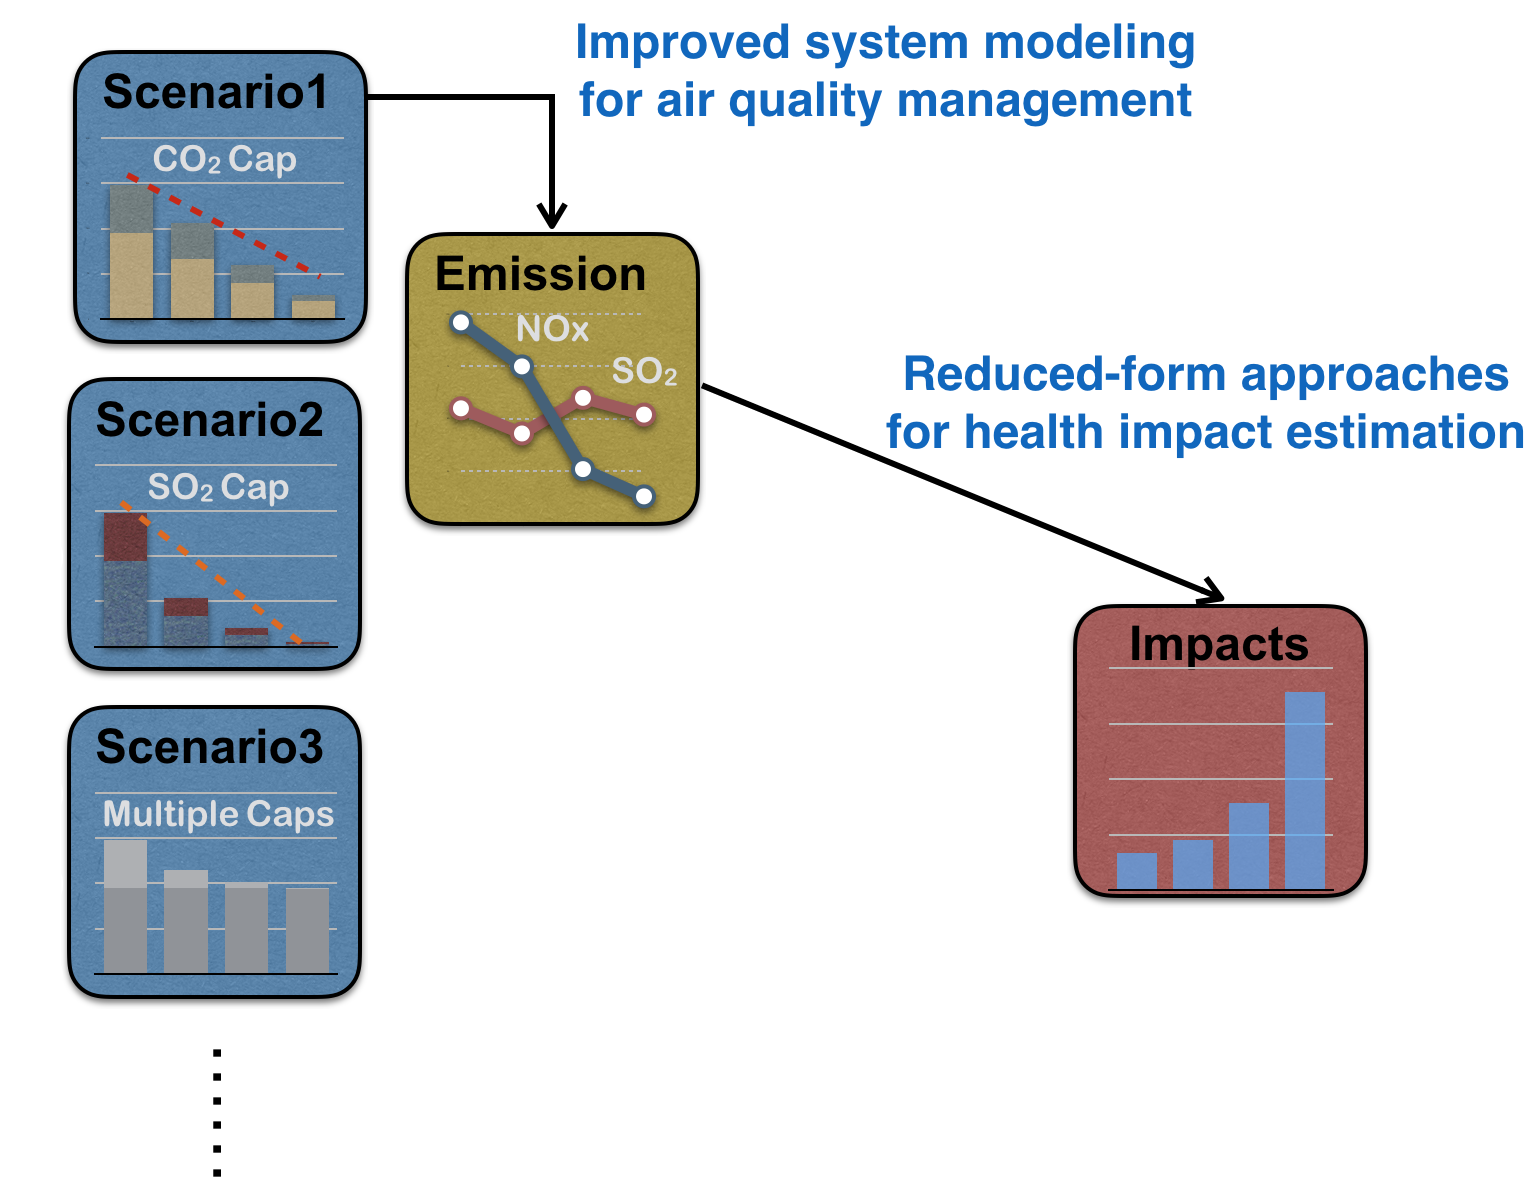 Improved system modeling
for air quality management
Scenario1
CO₂ Cap
Emission
NOx
SO₂
Reduced-form approaches
for health impact estimation
Scenario2
SO₂ Cap
Impacts
Scenario3
Multiple Caps